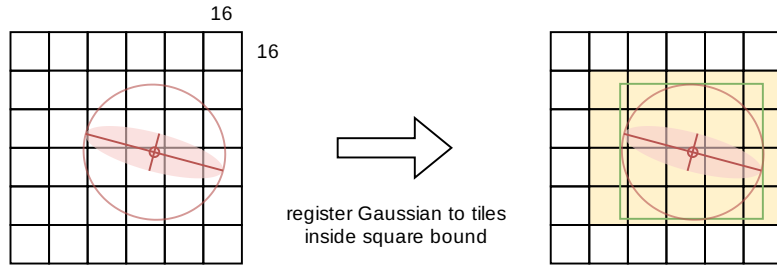 16
16
register Gaussian to tiles
inside square bound